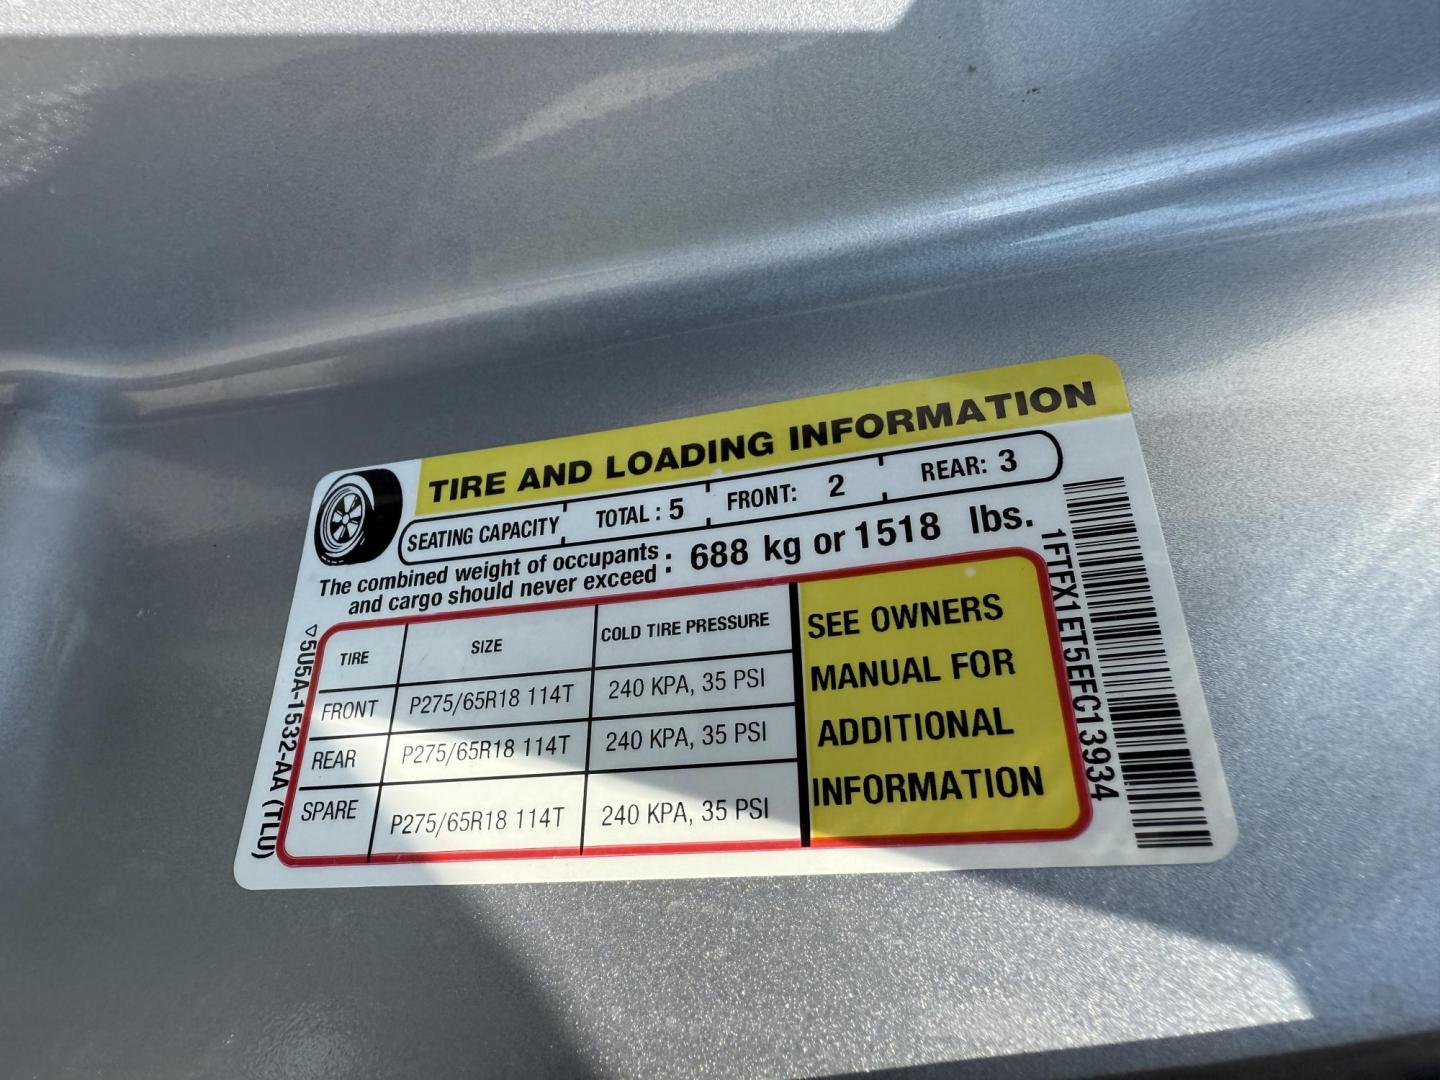 TIRE AND LOADING INFORMATION
SEATING CAPACITY TOTAL : 5 FRONT: 2 REAR: 3
The combined weight of occupants
and cargo should never exceed : 688 kg or 1518 lbs.
TIRE SIZE COLD TIRE PRESSURE
FRONT P275/65R18 114T 240 KPA, 35 PSI
REAR P275/65R18 114T 240 KPA, 35 PSI
SPARE P275/65R18 114T 240 KPA, 35 PSI
SEE OWNERS
MANUAL FOR
ADDITIONAL
INFORMATION
5U5A-1532-AA (TLU)
1FTFX1ET5EFC13934